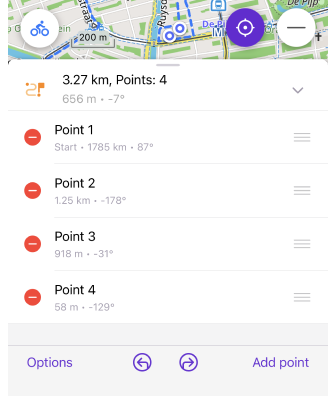 De Pijp
200 m
De Pij
M
3.27 km, Points: 4
656 m • -7°
Point 1
Start • 1785 km • 87°
Point 2
1.25 km • -178°
Point 3
918 m • -31°
Point 4
58 m • -129°
Options
Add point